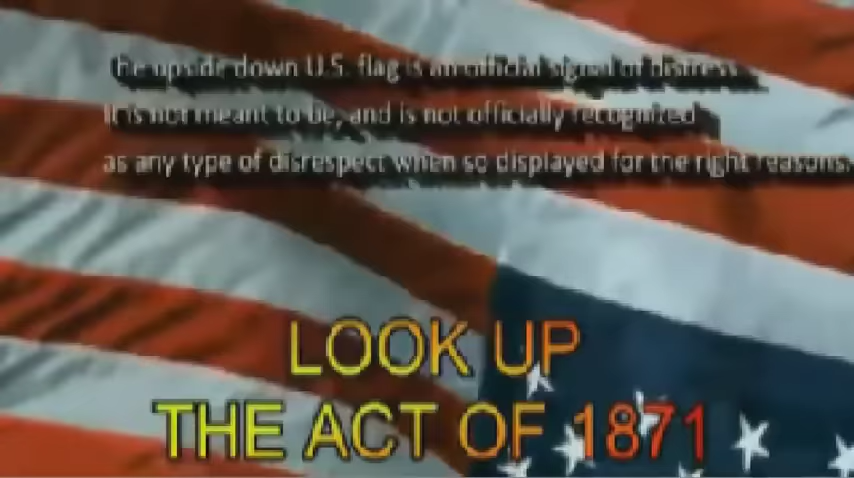 the upside down U.S. flag is an official signal of distress.
It is not meant to be, and is not officially recognized
as any type of disrespect when so displayed for the right reasons.
LOOK UP
THE ACT OF 1871